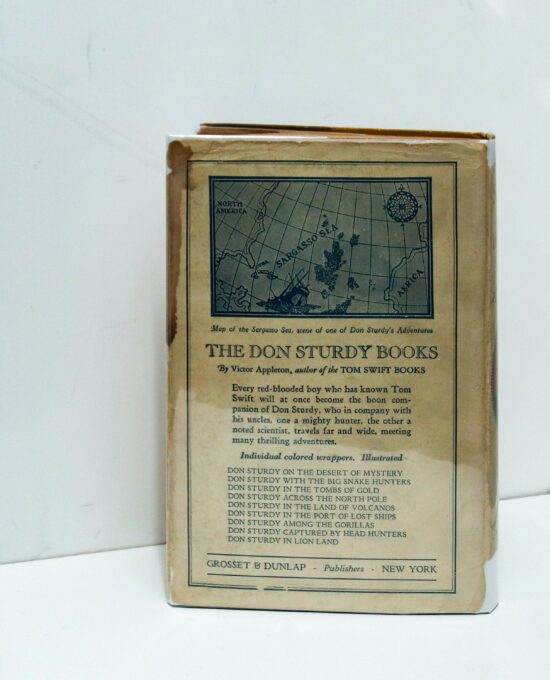 NORTH
AMERICA
SARGASSO SEA
AFRICA
Map of the Sargasso Sea, scene of one of Don Sturdy's Adventures
THE DON STURDY BOOKS
By Victor Appleton, author of the TOM SWIFT BOOKS
Every red-blooded boy who has known Tom
Swift will at once become the boon com-
panion of Don Sturdy, who in company with
his uncles, one a mighty hunter, the other a
noted scientist, travels far and wide, meeting
many thrilling adventures.
Individual colored wrappers. Illustrated
DON STURDY ON THE DESERT OF MYSTERY
DON STURDY WITH THE BIG SNAKE HUNTERS
DON STURDY IN THE TOMBS OF GOLD
DON STURDY ACROSS THE NORTH POLE
DON STURDY IN THE LAND OF VOLCANOS
DON STURDY IN THE PORT OF LOST SHIPS
DON STURDY AMONG THE GORILLAS
DON STURDY CAPTURED BY HEAD HUNTERS
DON STURDY IN LION LAND
GROSSET & DUNLAP - Publishers - NEW YORK